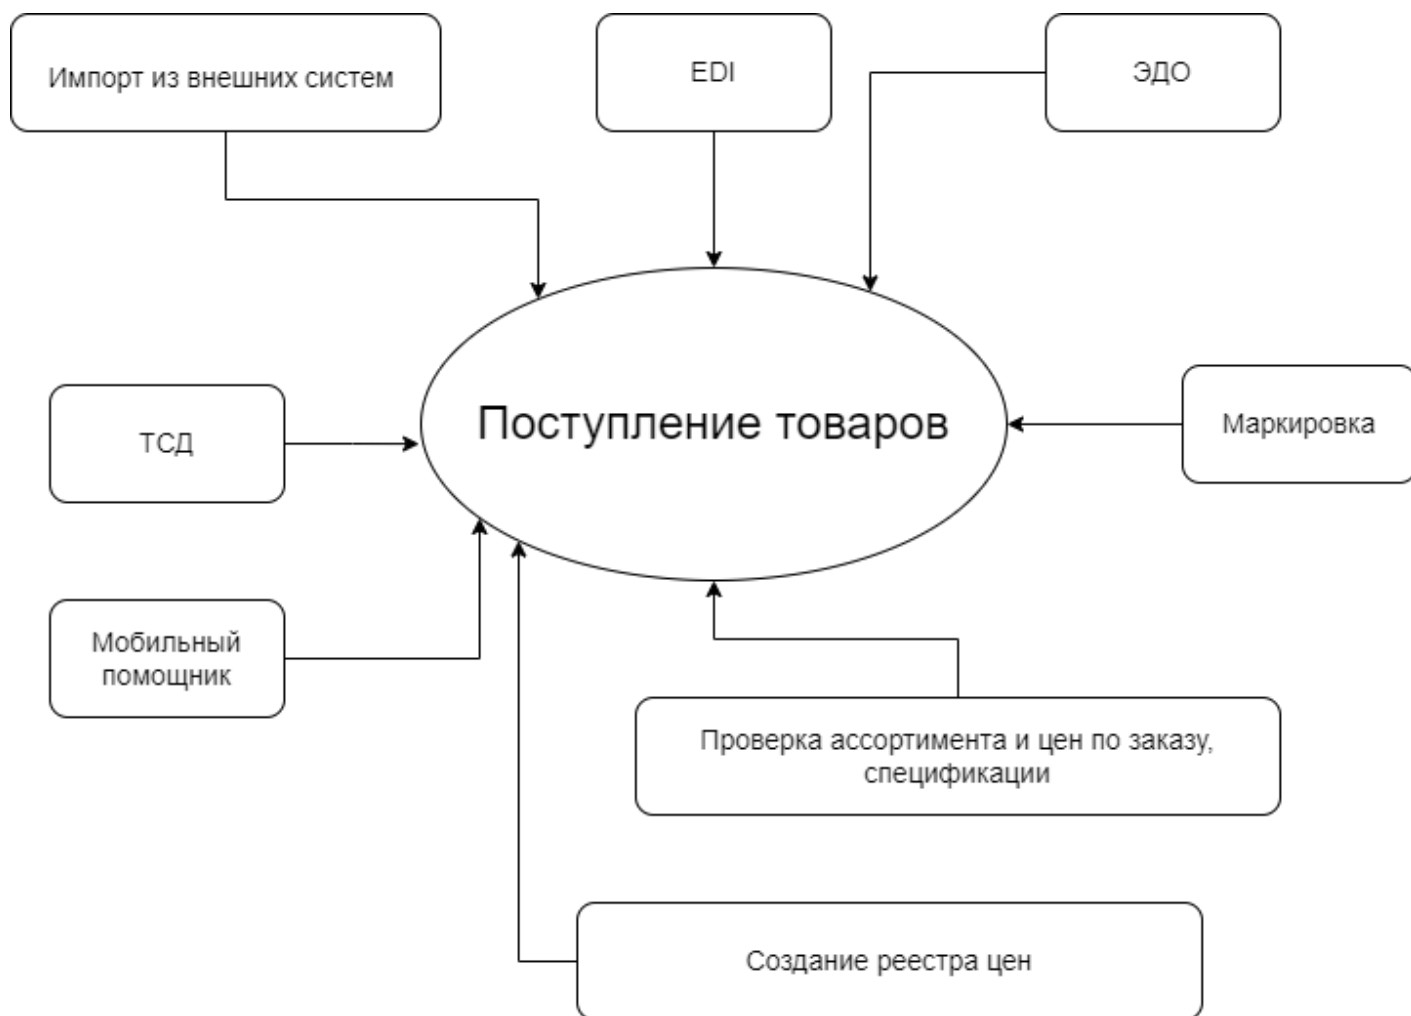 Импорт из внешних систем
EDI
ЭДО
Поступление товаров
Маркировка
ТСД
Мобильный
помощник
Проверка ассортимента и цен по заказу,
спецификации
Создание реестра цен